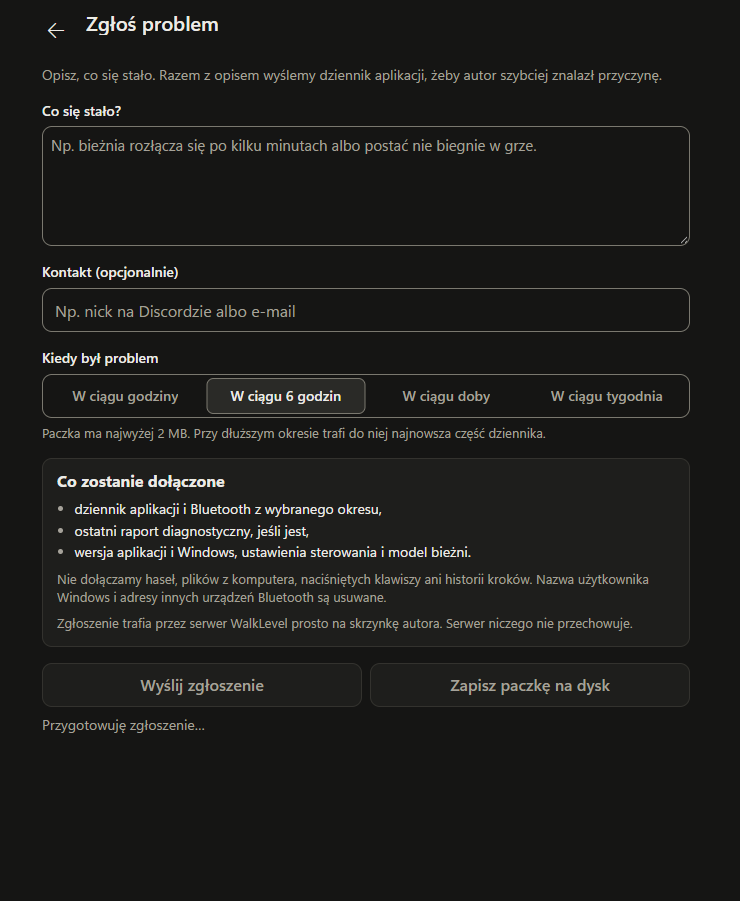 Zgłoś problem
Opisz, co się stało. Razem z opisem wyślemy dziennik aplikacji, żeby autor szybciej znalazł przyczynę.
Co się stało?
Np. bieżnia rozłącza się po kilku minutach albo postać nie biegnie w grze.
Kontakt (opcjonalnie)
Np. nick na Discordzie albo e-mail
Kiedy był problem
W ciągu godziny W ciągu 6 godzin W ciągu doby W ciągu tygodnia
Paczka ma najwyżej 2 MB. Przy dłuższym okresie trafi do niej najnowsza część dziennika.
Co zostanie dołączone
• dziennik aplikacji i Bluetooth z wybranego okresu,
• ostatni raport diagnostyczny, jeśli jest,
• wersja aplikacji i Windows, ustawienia sterowania i model bieżni.
Nie dołączamy haseł, plików z komputera, naciśniętych klawiszy ani historii kroków. Nazwa użytkownika
Windows i adresy innych urządzeń Bluetooth są usuwane.
Zgłoszenie trafia przez serwer WalkLevel prosto na skrzynkę autora. Serwer niczego nie przechowuje.
Wyślij zgłoszenie Zapisz paczkę na dysk
Przygotowuję zgłoszenie...